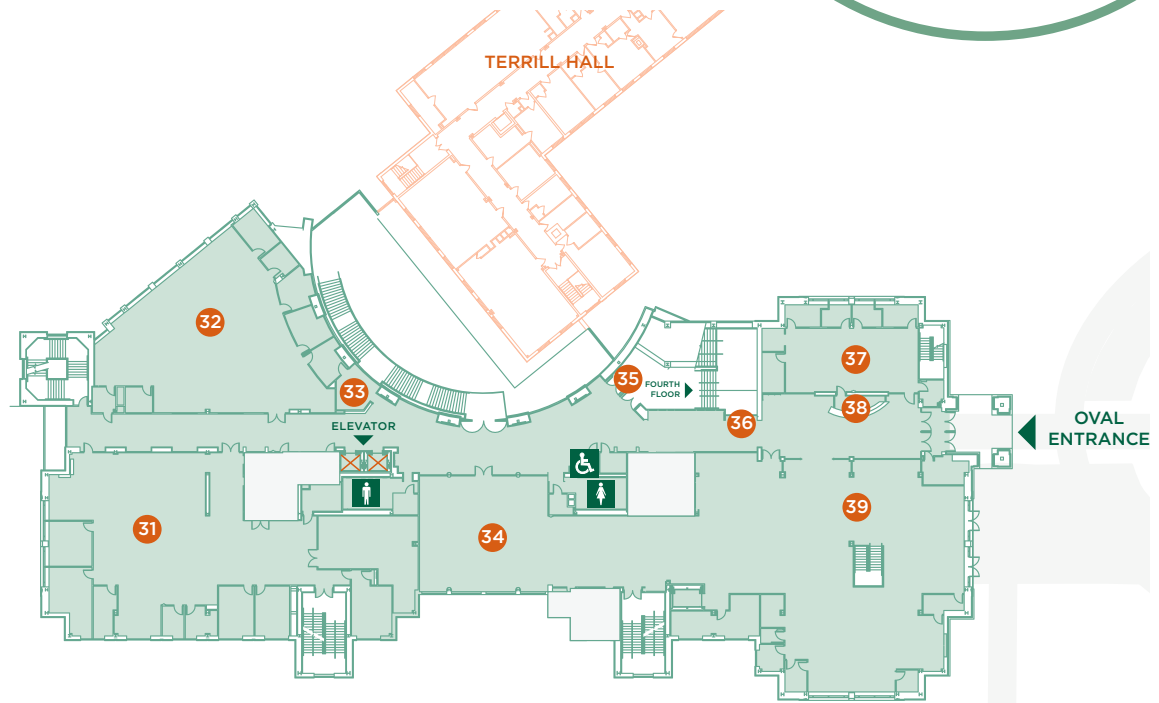 TERRILL HALL
32
37
35
FOURTH
FLOOR
33
38
36
ELEVATOR
OVAL
ENTRANCE
39
31
34